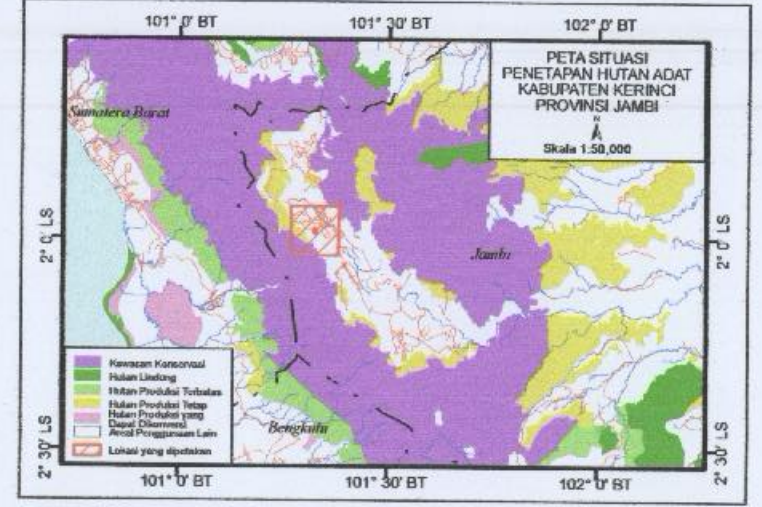 101° 0' BT 101° 30' BT 102° 0' BT
PETA SITUASI
PENETAPAN HUTAN ADAT
KABUPATEN KERINCI
PROVINSI JAMBI
N
Skala 1:50,000
Sumatera Barat
2° 0' LS 2° 0' LS
Jambi
Kawasan Konservasi
Hutan Lindung
Hutan Produksi Terbatas
Hutan Produksi Tetap
Hutan Produksi yang
Dapat Dikonversi
Areal Penggunaan Lain
Lokasi yang dipetakan
Bengkulu
2° 30' LS 2° 30' LS
101° 0' BT 101° 30' BT 102° 0' BT